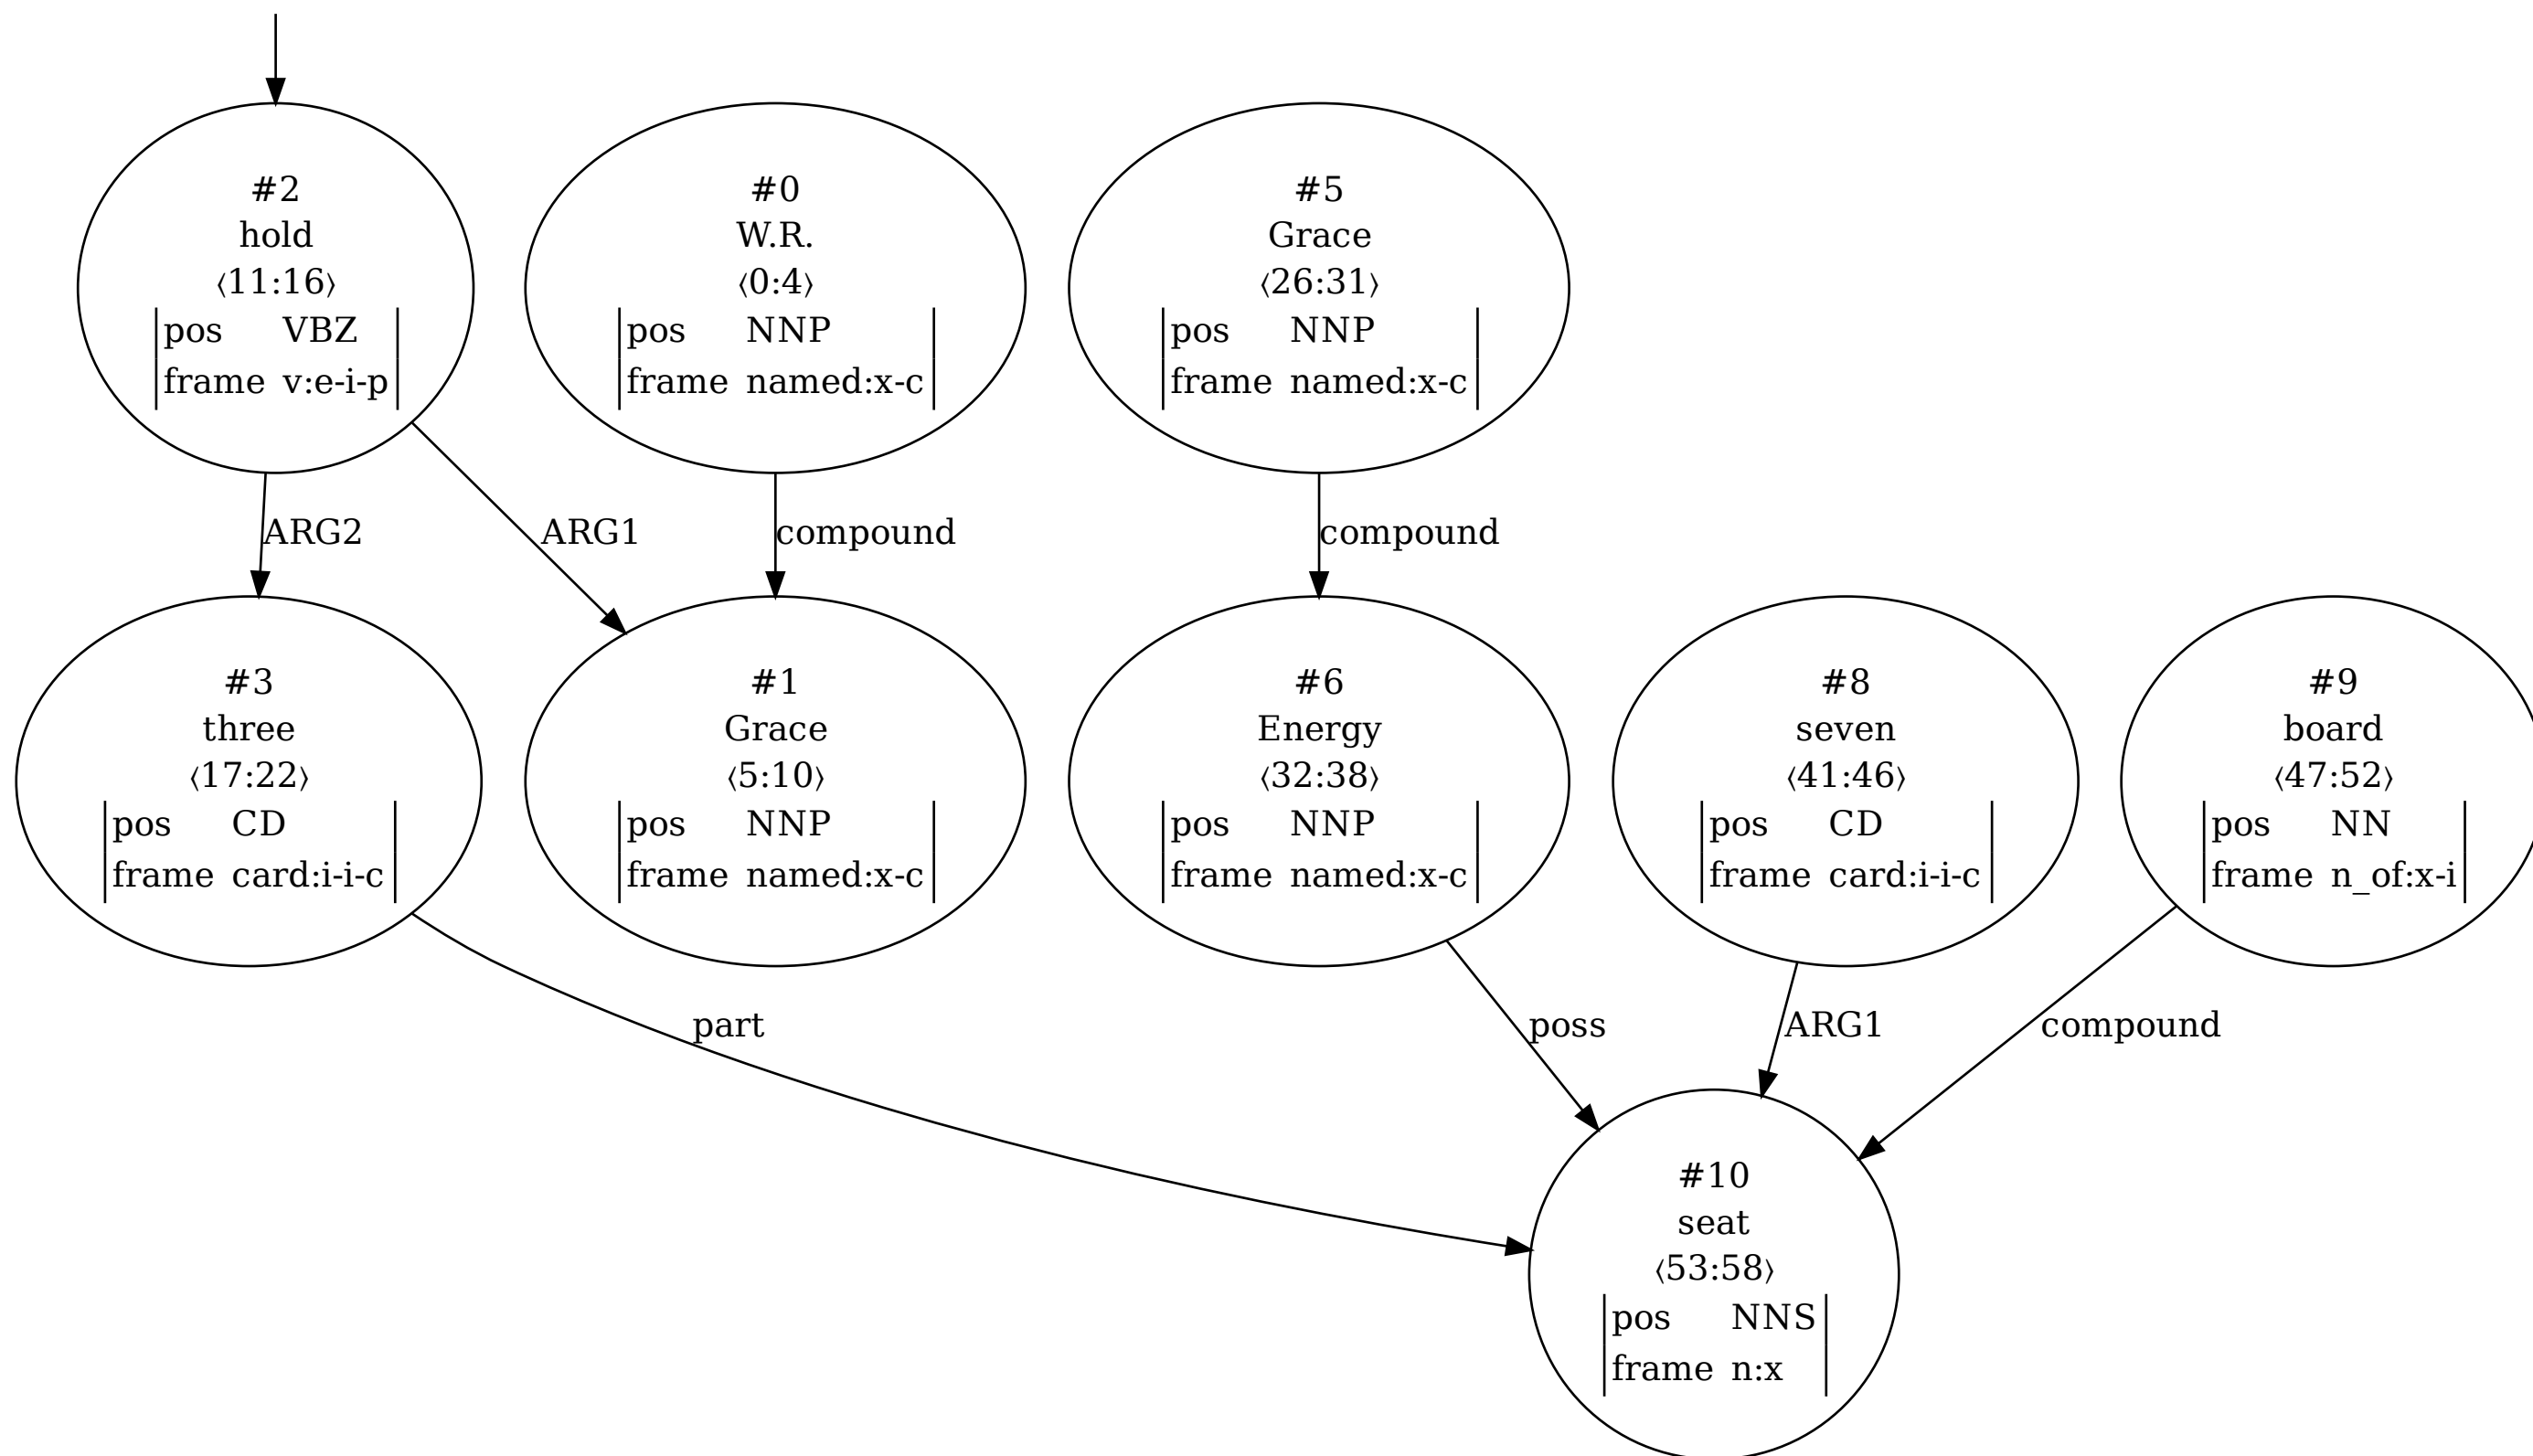 #2
hold
⟨11:16⟩
pos VBZ
frame v:e-i-p
#0
W.R.
⟨0:4⟩
pos NNP
frame named:x-c
#5
Grace
⟨26:31⟩
pos NNP
frame named:x-c
ARG2
ARG1
compound
compound
#3
three
⟨17:22⟩
pos CD
frame card:i-i-c
#1
Grace
⟨5:10⟩
pos NNP
frame named:x-c
#6
Energy
⟨32:38⟩
pos NNP
frame named:x-c
#8
seven
⟨41:46⟩
pos CD
frame card:i-i-c
#9
board
⟨47:52⟩
pos NN
frame n_of:x-i
part
poss
ARG1
compound
#10
seat
⟨53:58⟩
pos NNS
frame n:x